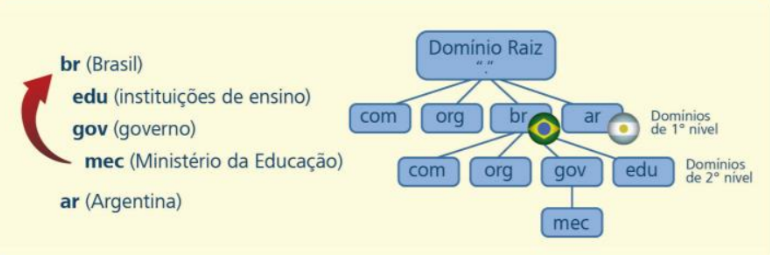 br (Brasil)
edu (instituições de ensino)
gov (governo)
mec (Ministério da Educação)
ar (Argentina)
Domínio Raiz
“.”
com org br ar
Domínios
de 1º nível
com org gov edu
Domínios
de 2º nível
mec